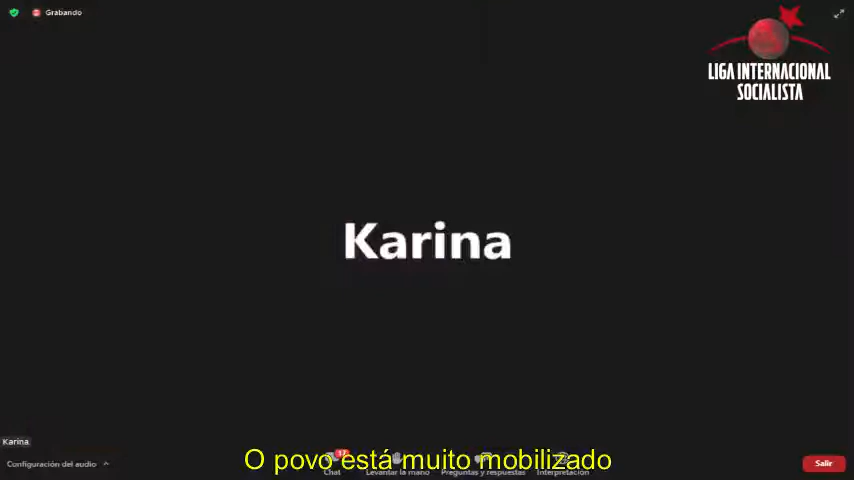 Grabando
LIGA INTERNACIONAL
SOCIALISTA
Karina
Karina
Configuración del audio
O povo está muito mobilizado
Chat
Levantar la mano
Preguntas y respuestas
Interpretación
Salir